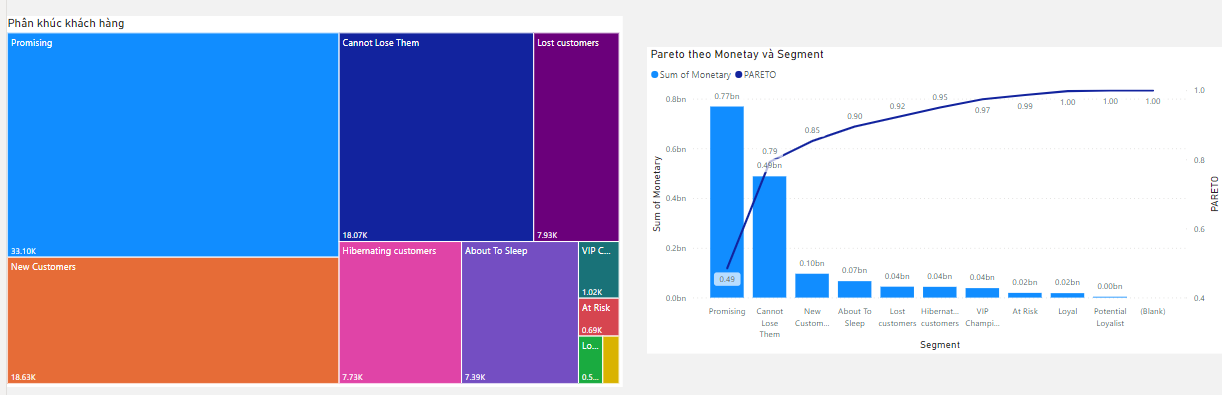 Phân khúc khách hàng
Promising
33.10K
New Customers
18.63K
Cannot Lose Them
18.07K
Lost customers
7.93K
Hibernating customers
7.73K
About To Sleep
7.39K
VIP C...
1.02K
At Risk
0.69K
Lo...
0.5...
Pareto theo Monetay và Segment
Sum of Monetary PARETO
Sum of Monetary
0.8bn
0.6bn
0.4bn
0.2bn
0.0bn
0.77bn
0.49bn
0.10bn
0.07bn
0.04bn
0.04bn
0.04bn
0.02bn
0.02bn
0.00bn
0.49
0.79
0.85
0.90
0.92
0.95
0.97
0.99
1.00
1.00
1.00
1.0
0.8
0.6
0.4
PARETO
Promising
Cannot
Lose
Them
New
Custom...
About To
Sleep
Lost
customers
Hibernat...
customers
VIP
Champi...
At Risk
Loyal
Potential
Loyalist
(Blank)
Segment